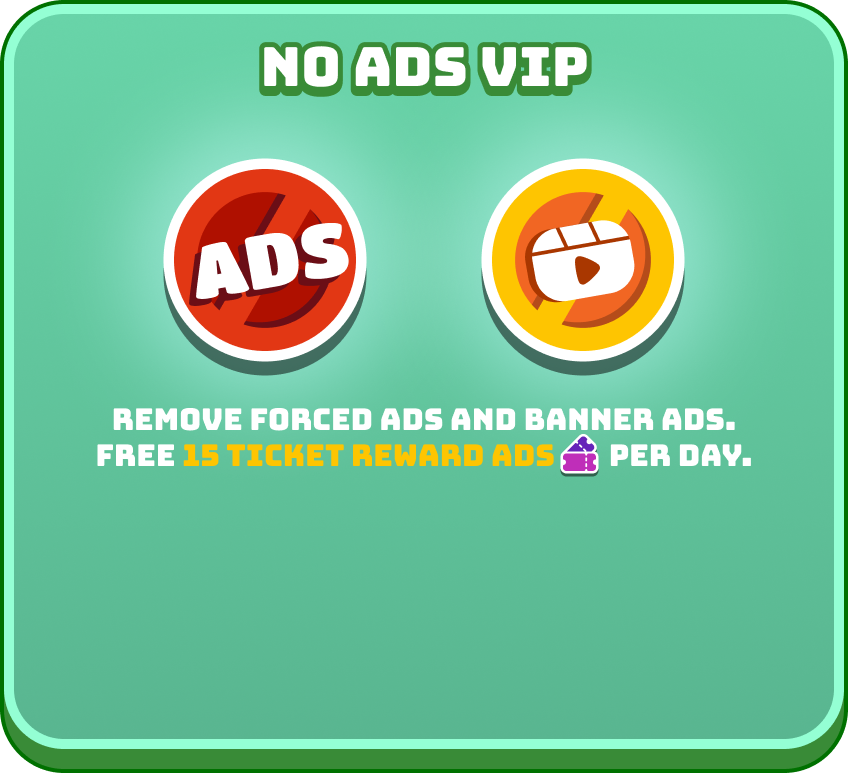 NO ADS VIP
ADS
REMOVE FORCED ADS AND BANNER ADS.
FREE 15 TICKET REWARD ADS PER DAY.